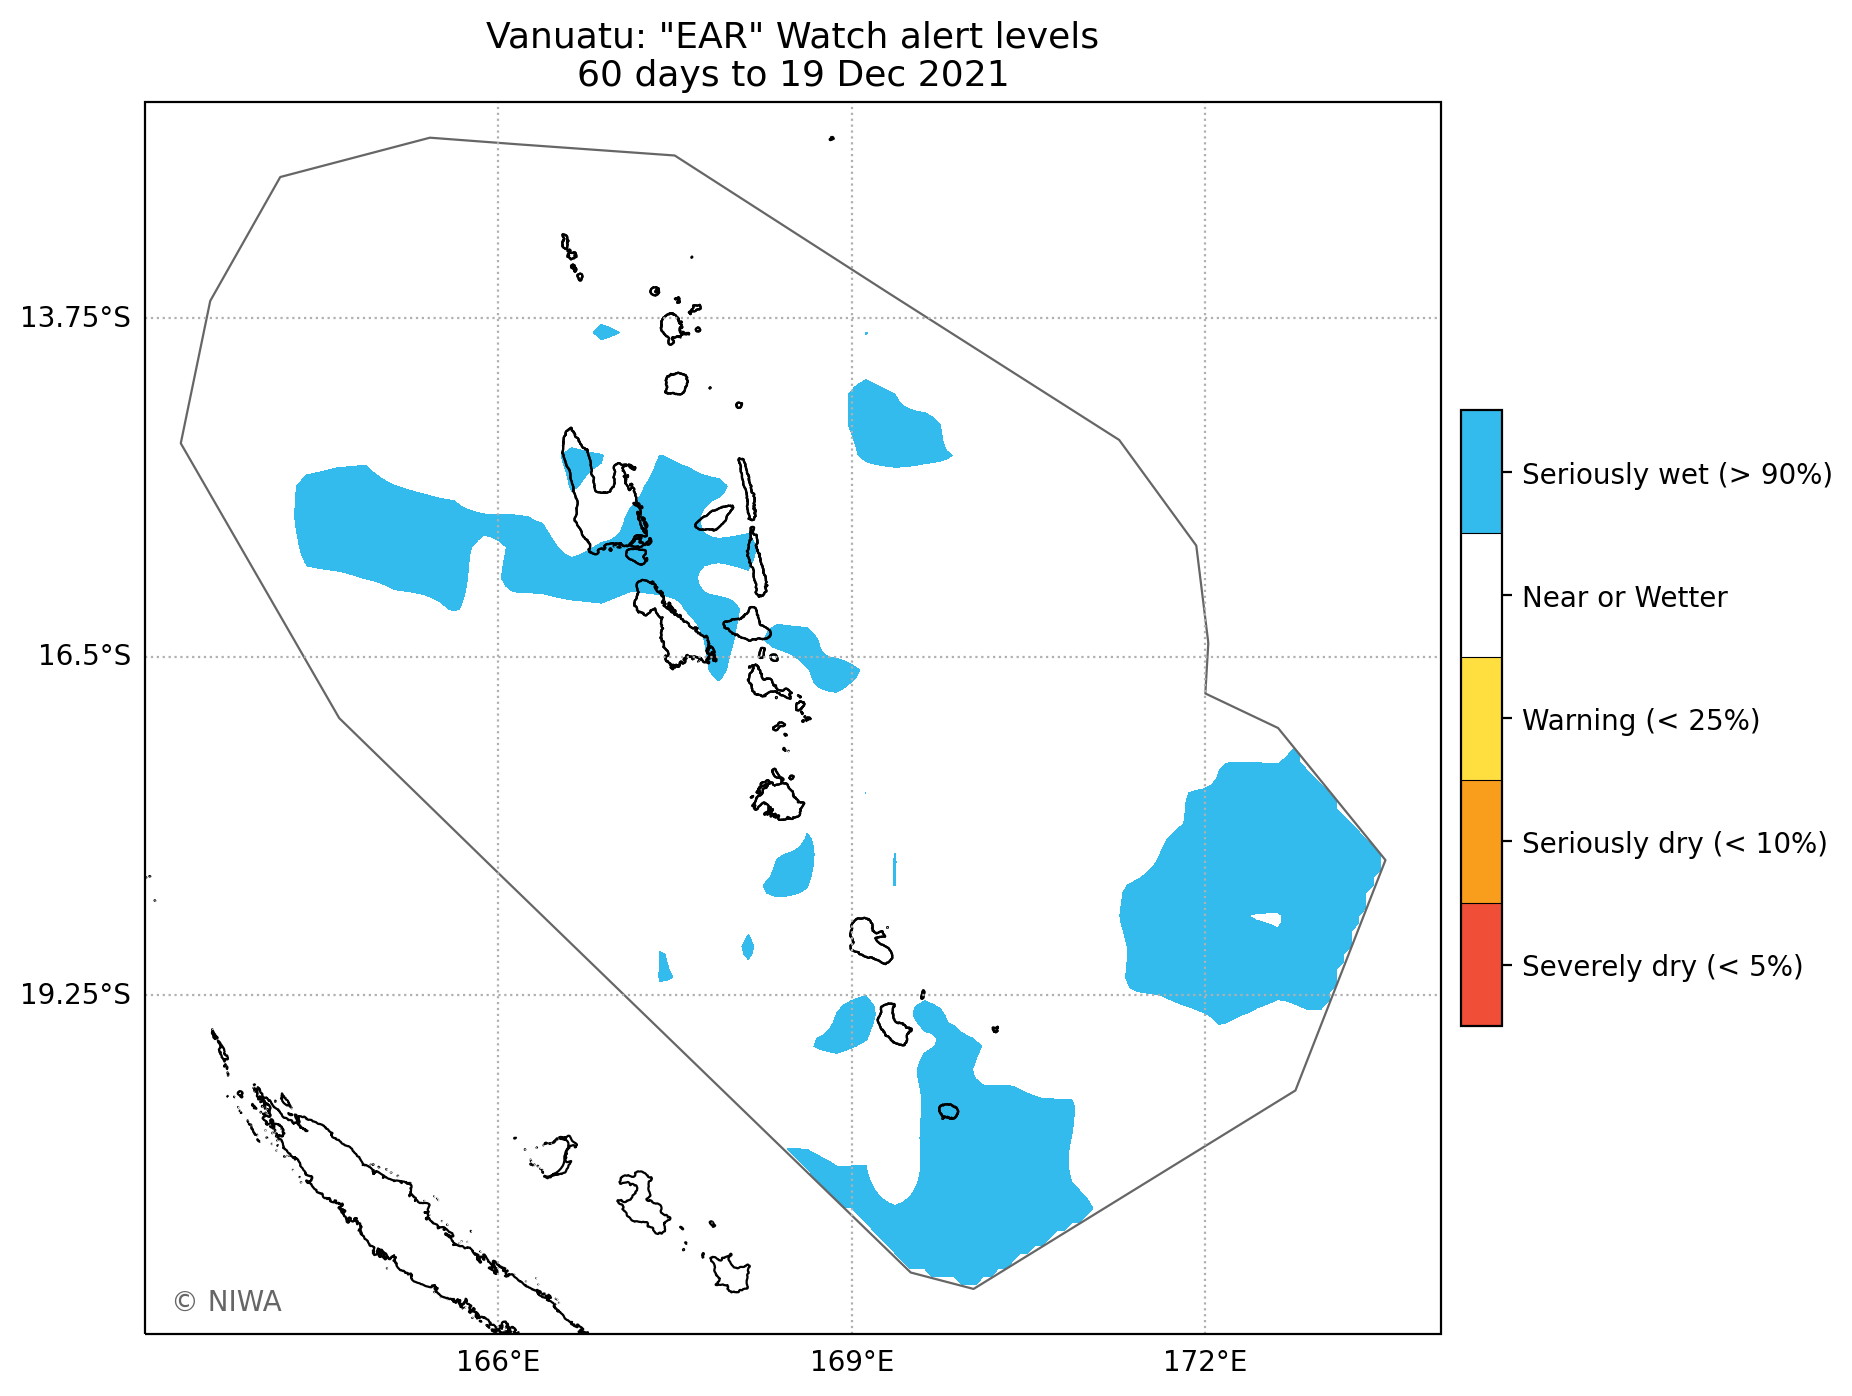 Vanuatu: "EAR" Watch alert levels
60 days to 19 Dec 2021
13.75°S
16.5°S
19.25°S
166°E
169°E
172°E
Seriously wet (> 90%)
Near or Wetter
Warning (< 25%)
Seriously dry (< 10%)
Severely dry (< 5%)
© NIWA